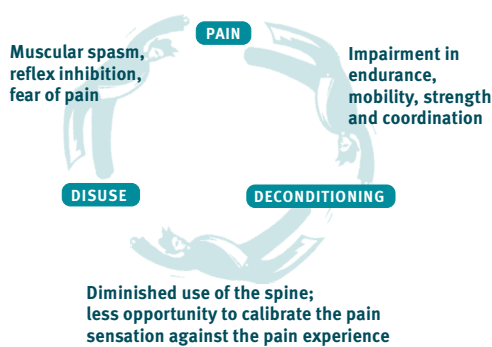 PAIN
Muscular spasm,
reflex inhibition,
fear of pain
Impairment in
endurance,
mobility, strength
and coordination
DISUSE
DECONDITIONING
Diminished use of the spine;
less opportunity to calibrate the pain
sensation against the pain experience